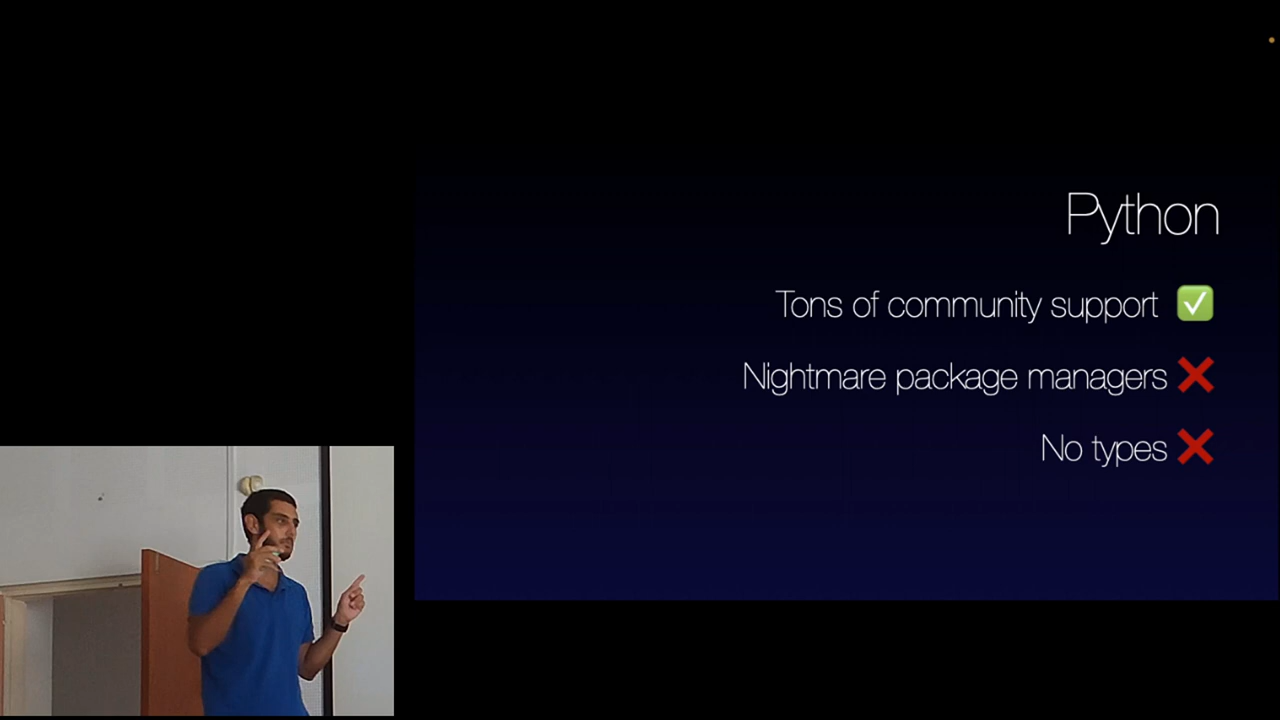 Python
Tons of community support ✅
Nightmare package managers ❌
No types ❌